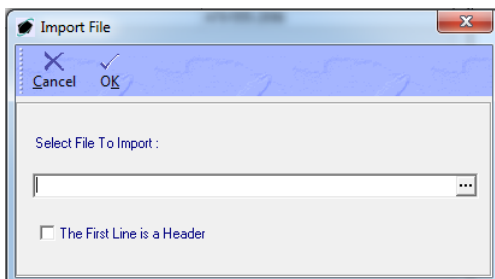 Import File
Cancel OK
Select File To Import :
...
The First Line is a Header